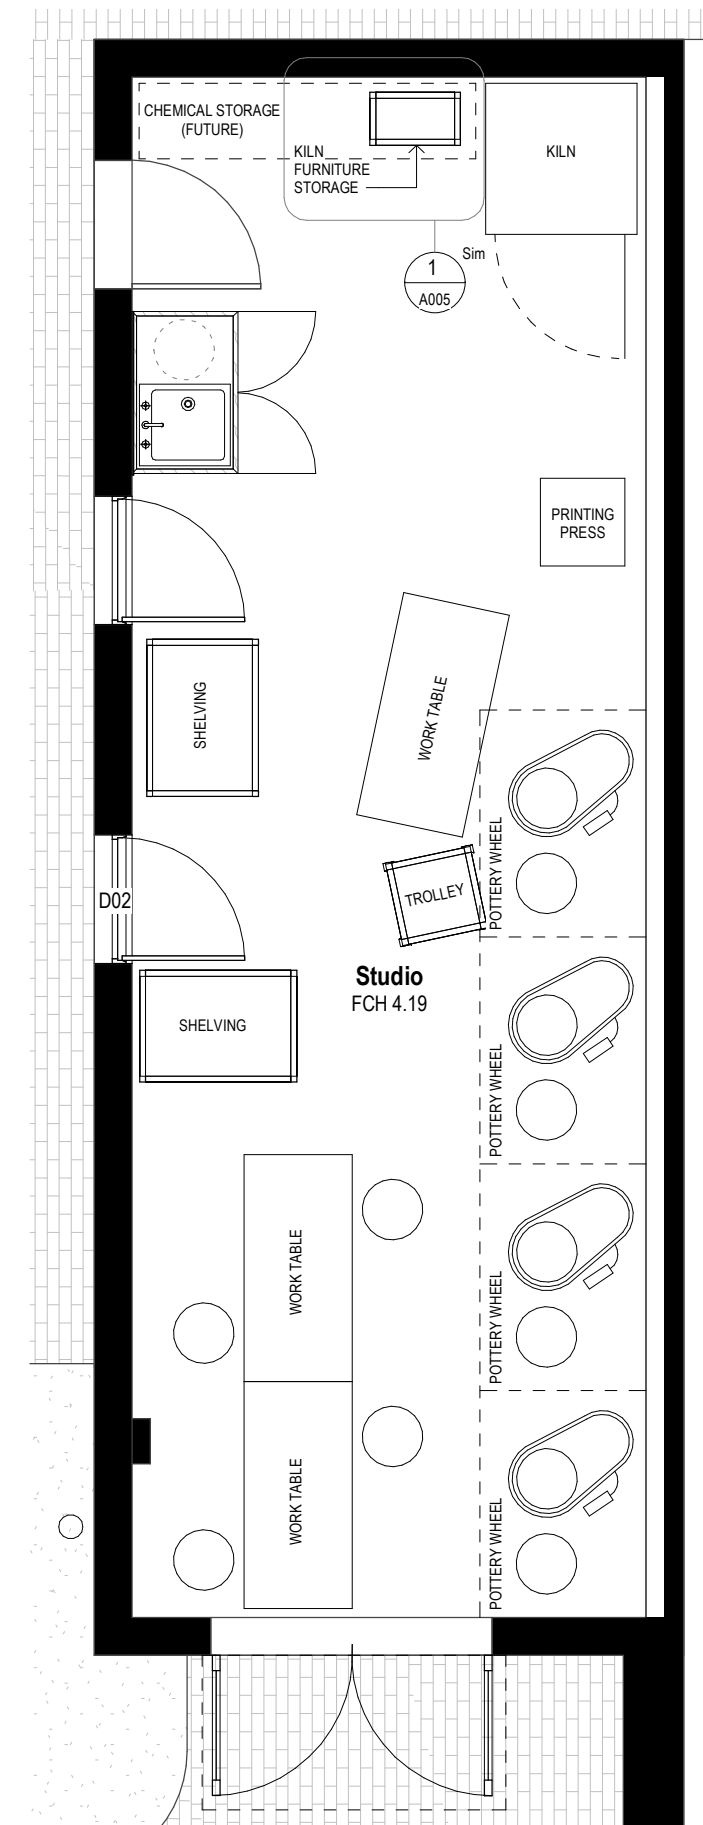 CHEMICAL STORAGE
(FUTURE)
KILN
FURNITURE
STORAGE
KILN
Sim
1
A005
PRINTING
PRESS
SHELVING
WORK TABLE
POTTERY WHEEL
TROLLEY
D02
Studio
FCH 4.19
SHELVING
POTTERY WHEEL
WORK TABLE
POTTERY WHEEL
WORK TABLE
POTTERY WHEEL